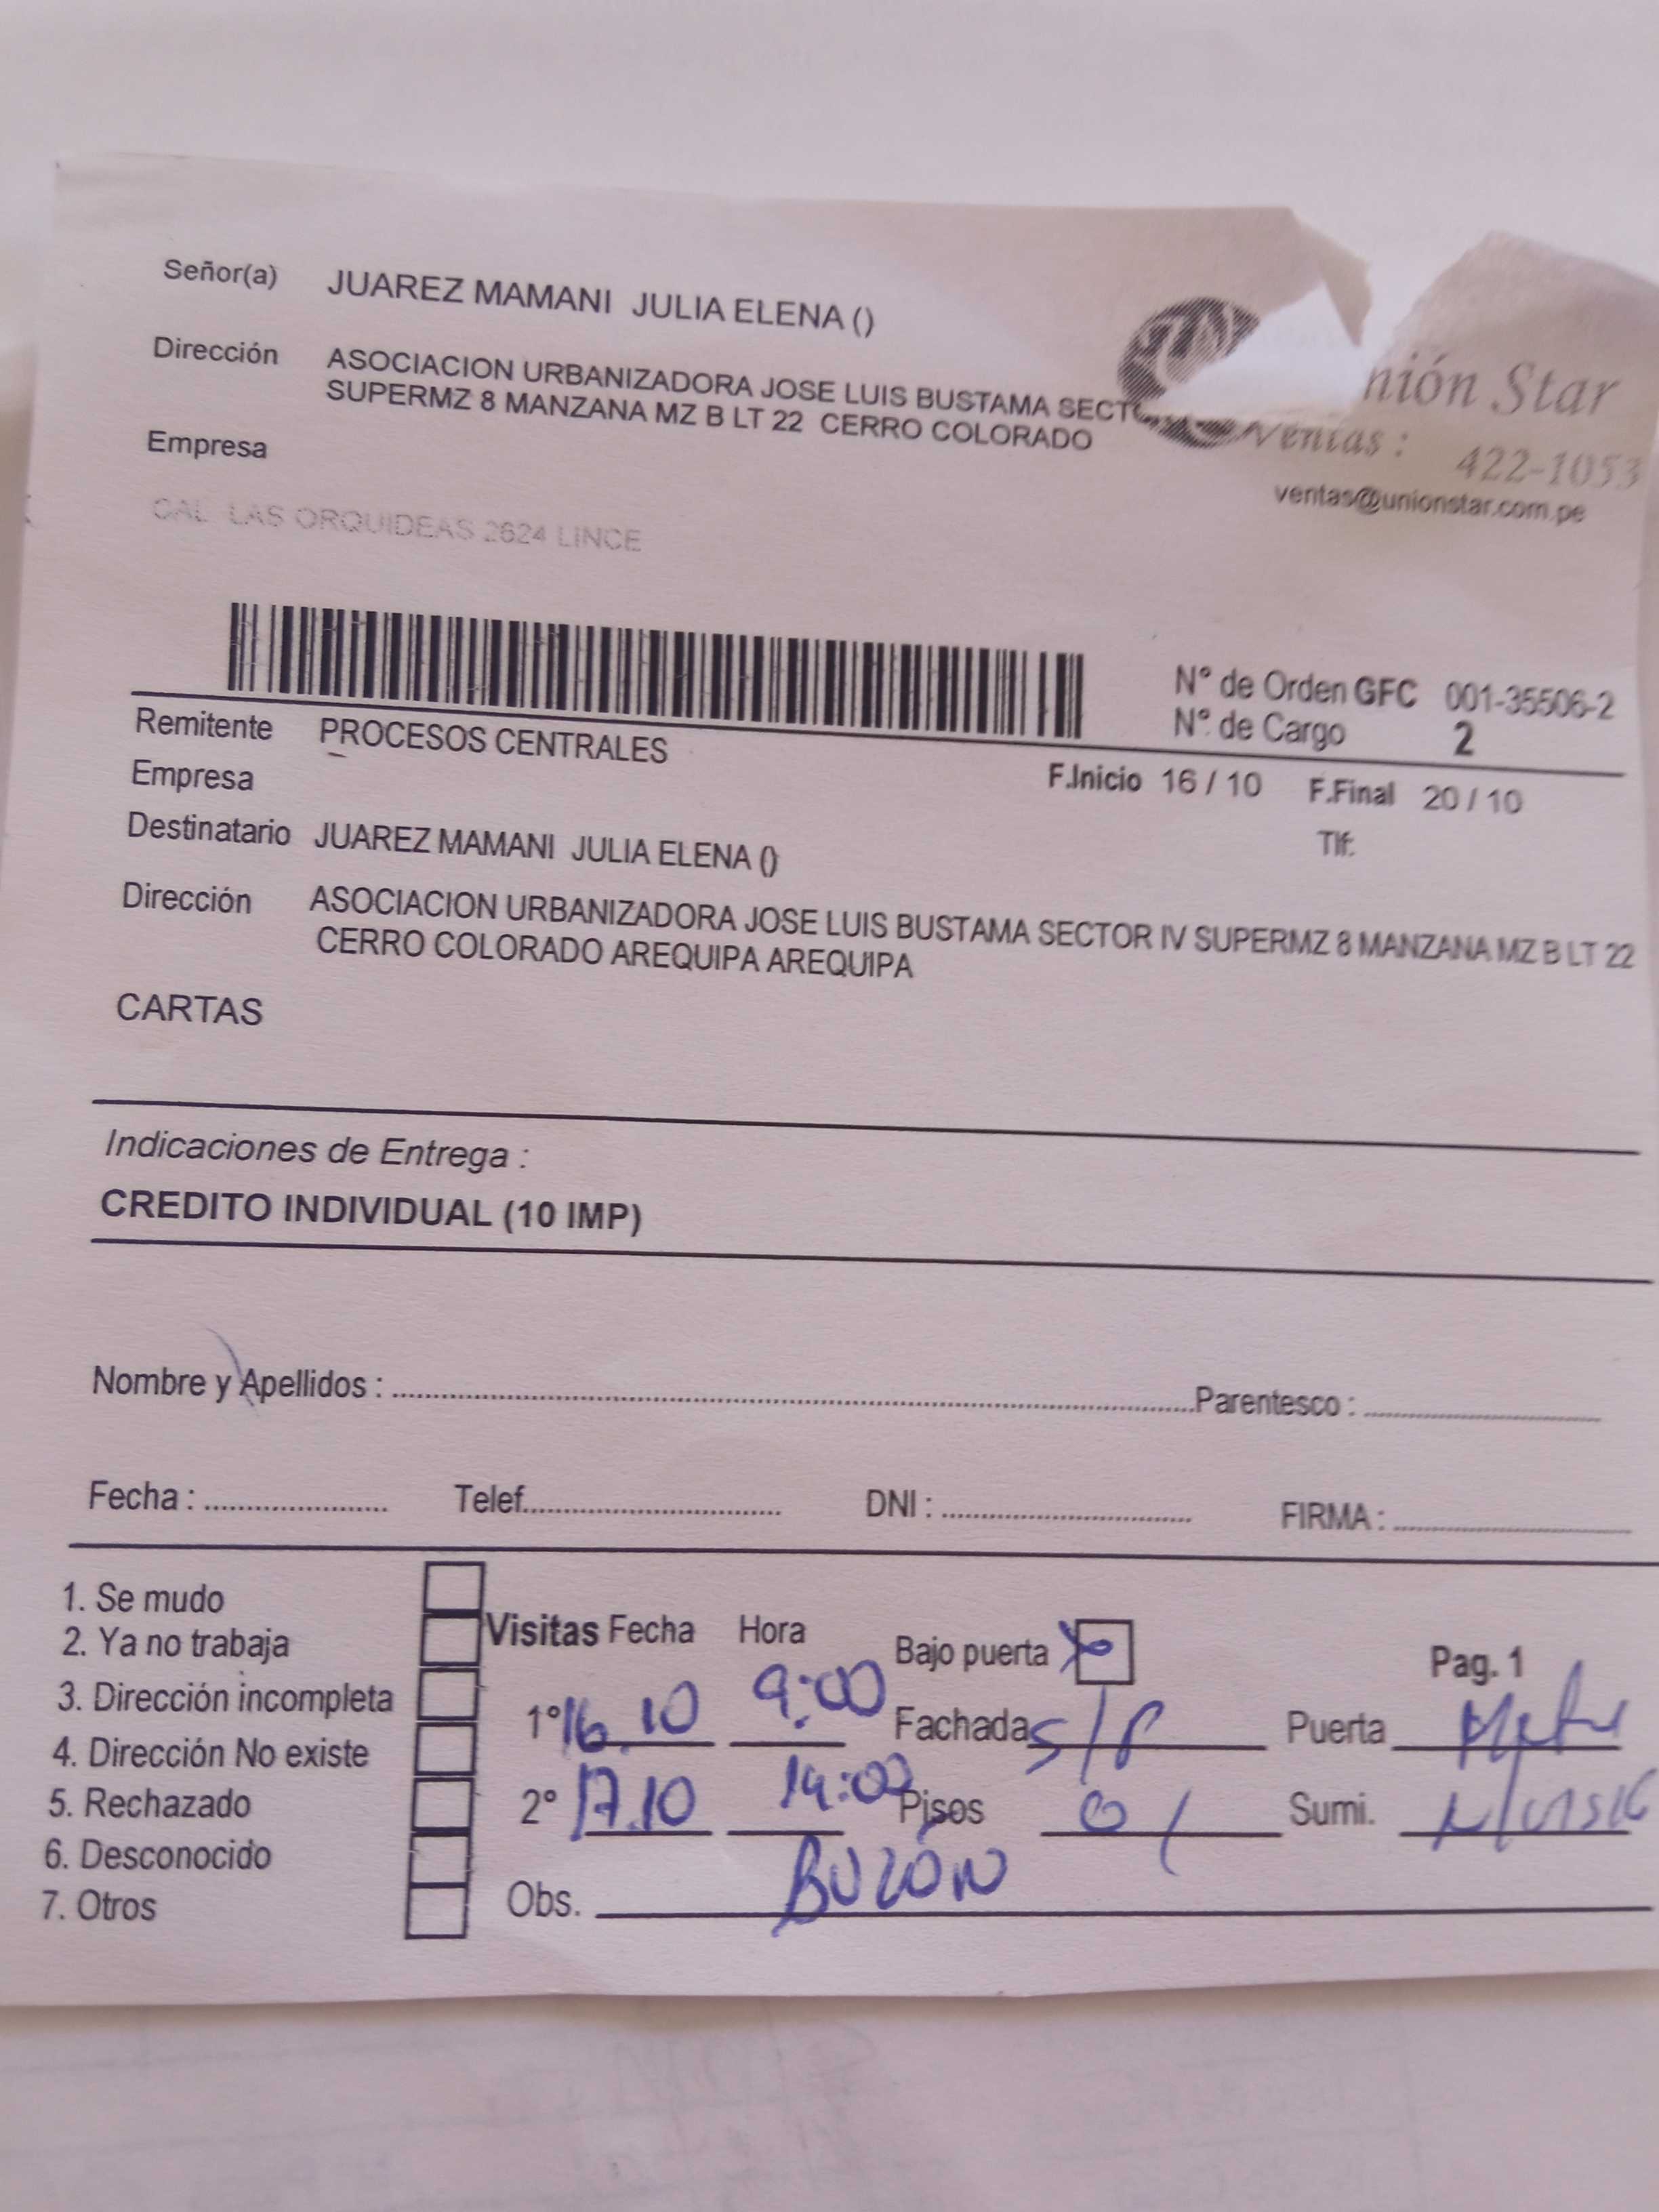 Señor(a) JUAREZ MAMANI JULIA ELENA ()
Dirección ASOCIACION URBANIZADORA JOSE LUIS BUSTAMA SECTO
SUPERMZ 8 MANZANA MZ B LT 22 CERRO COLORADO
nión Star
Ventas : 422-1053
ventas@unionstar.com.pe
Empresa
CAL LAS ORQUIDEAS 2624 LINCE
N° de Orden GFC 001-35506-2
N° de Cargo 2
Remitente PROCESOS CENTRALES
Empresa
F.Inicio 16 / 10 F.Final 20 / 10
Tlf:
Destinatario JUAREZ MAMANI JULIA ELENA ()
Dirección ASOCIACION URBANIZADORA JOSE LUIS BUSTAMA SECTOR IV SUPERMZ 8 MANZANA MZ B LT 22
CERRO COLORADO AREQUIPA AREQUIPA
CARTAS
Indicaciones de Entrega :
CREDITO INDIVIDUAL (10 IMP)
Nombre y Apellidos : Parentesco :
Fecha : Telef. DNI : FIRMA :
1. Se mudo
2. Ya no trabaja
3. Dirección incompleta
4. Dirección No existe
5. Rechazado
6. Desconocido
7. Otros
Visitas Fecha Hora Bajo puerta Pag. 1
1° 16.10 9:00 Fachada S/P Puerta
2° 17.10 14:00 Pisos 01 Sumi.
Obs. BUZÓN